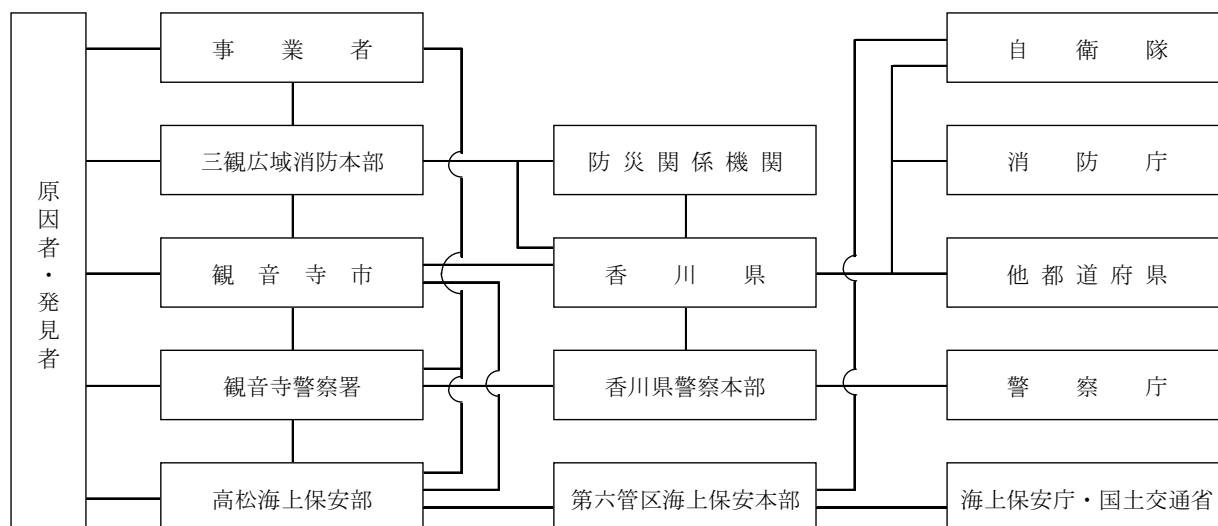 原因者・発見者
事業者
三観広域消防本部
観音寺市
観音寺警察署
高松海上保安部
防災関係機関
香川県
香川県警察本部
第六管区海上保安本部
自衛隊
消防庁
他都道府県
警察庁
海上保安庁・国土交通省